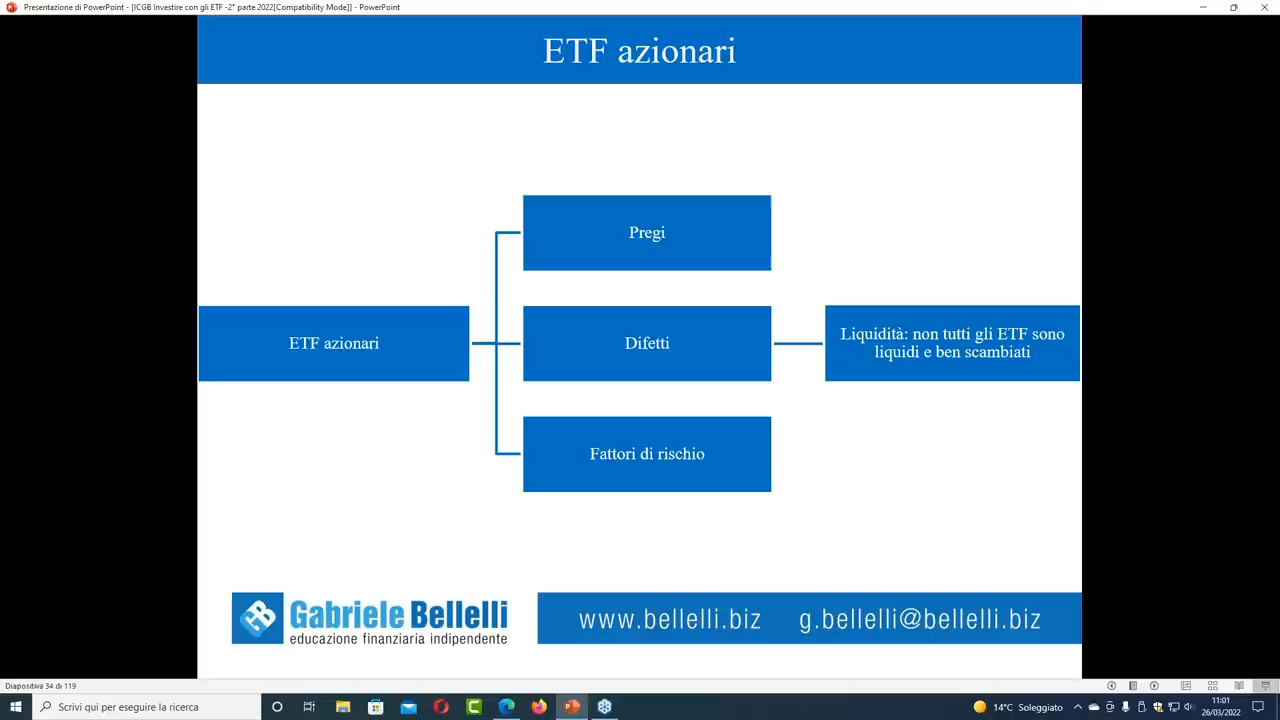 Presentazione di PowerPoint - [ICGB Investire con gli ETF -2° parte 2022[Compatibility Mode]] - PowerPoint
ETF azionari
Pregi
ETF azionari
Difetti
Liquidità: non tutti gli ETF sono
liquidi e ben scambiati
Fattori di rischio
Gabriele Bellelli
educazione finanziaria indipendente
www.bellelli.biz g.bellelli@bellelli.biz
Diapositiva 34 di 119
Scrivi qui per eseguire la ricerca
14°C Soleggiato
11:01
26/03/2022